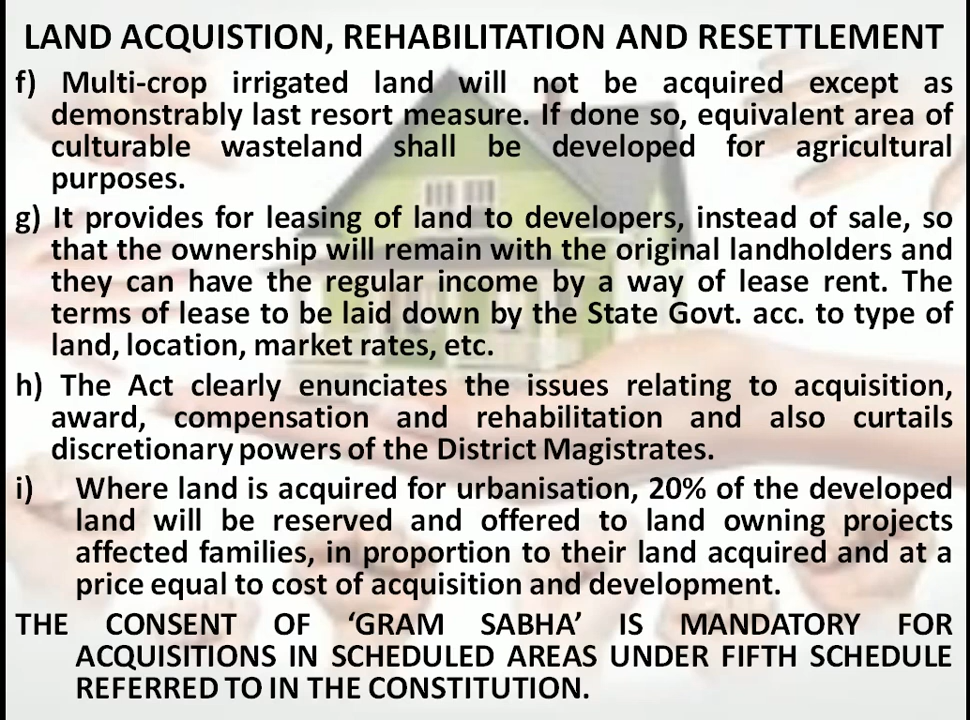 LAND ACQUISTION, REHABILITATION AND RESETTLEMENT
f) Multi-crop irrigated land will not be acquired except as
demonstrably last resort measure. If done so, equivalent area of
culturable wasteland shall be developed for agricultural
purposes.
g) It provides for leasing of land to developers, instead of sale, so
that the ownership will remain with the original landholders and
they can have the regular income by a way of lease rent. The
terms of lease to be laid down by the State Govt. acc. to type of
land, location, market rates, etc.
h) The Act clearly enunciates the issues relating to acquisition,
award, compensation and rehabilitation and also curtails
discretionary powers of the District Magistrates.
i) Where land is acquired for urbanisation, 20% of the developed
land will be reserved and offered to land owning projects
affected families, in proportion to their land acquired and at a
price equal to cost of acquisition and development.
THE CONSENT OF ‘GRAM SABHA’ IS MANDATORY FOR
ACQUISITIONS IN SCHEDULED AREAS UNDER FIFTH SCHEDULE
REFERRED TO IN THE CONSTITUTION.